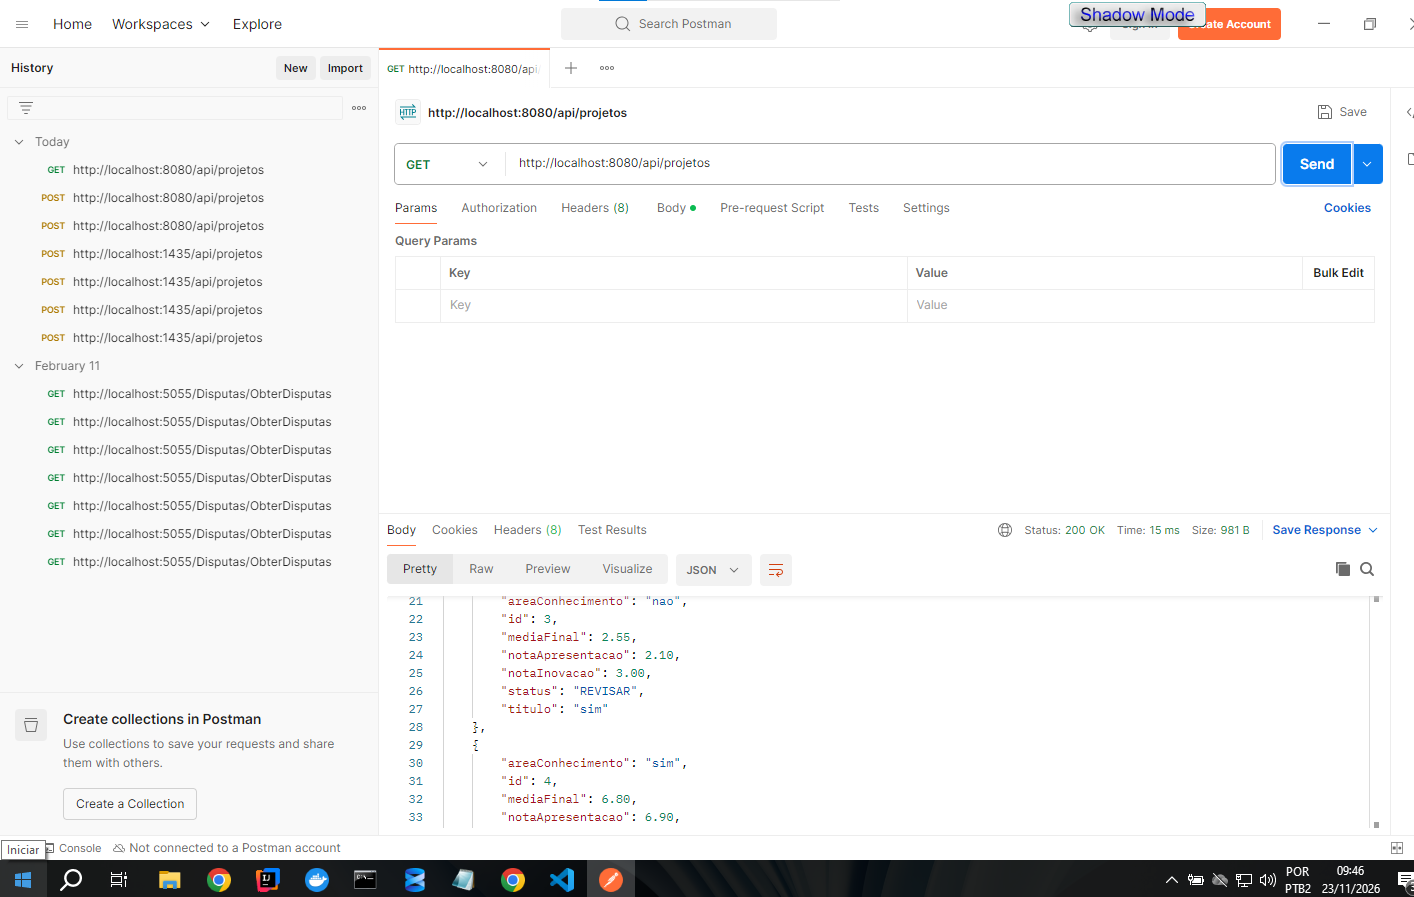 Home
Workspaces
Explore
Search Postman
Shadow Mode
Create Account
History
New
Import
GET http://localhost:8080/api/
HTTP
http://localhost:8080/api/projetos
Save
Today
GET http://localhost:8080/api/projetos
POST http://localhost:8080/api/projetos
POST http://localhost:8080/api/projetos
POST http://localhost:1435/api/projetos
POST http://localhost:1435/api/projetos
POST http://localhost:1435/api/projetos
POST http://localhost:1435/api/projetos
February 11
GET http://localhost:5055/Disputas/ObterDisputas
GET http://localhost:5055/Disputas/ObterDisputas
GET http://localhost:5055/Disputas/ObterDisputas
GET http://localhost:5055/Disputas/ObterDisputas
GET http://localhost:5055/Disputas/ObterDisputas
GET http://localhost:5055/Disputas/ObterDisputas
GET http://localhost:5055/Disputas/ObterDisputas
Create collections in Postman
Use collections to save your requests and share
them with others.
Create a Collection
GET
http://localhost:8080/api/projetos
Send
Params
Authorization
Headers (8)
Body
Pre-request Script
Tests
Settings
Cookies
Query Params
Key
Value
Bulk Edit
Key
Value
Body
Cookies
Headers (8)
Test Results
Status: 200 OK
Time: 15 ms
Size: 981 B
Save Response
Pretty
Raw
Preview
Visualize
JSON
21 "areaConhecimento": "nao",
22 "id": 3,
23 "mediaFinal": 2.55,
24 "notaApresentacao": 2.10,
25 "notaInovacao": 3.00,
26 "status": "REVISAR",
27 "titulo": "sim"
28 },
29 {
30 "areaConhecimento": "sim",
31 "id": 4,
32 "mediaFinal": 6.80,
33 "notaApresentacao": 6.90,
Iniciar
Console
Not connected to a Postman account
POR
PTB2
09:46
23/11/2026